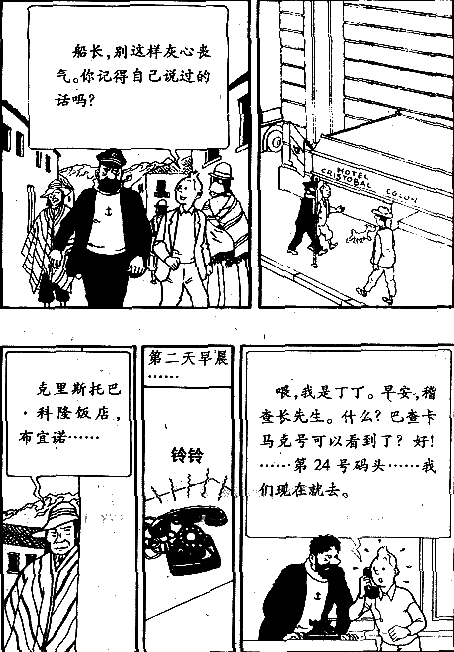 船长，别这样灰心丧
气。你记得自己说过的
话吗？
HOTEL
CRISTOBAL COLON
克里斯托巴
·科隆饭店，
布宜诺……
第二天早晨
……
铃铃
喂，我是丁丁。早安，稽
查长先生。什么？巴查卡
马克号可以看到了？好！
……第24号码头……我
们现在就去。